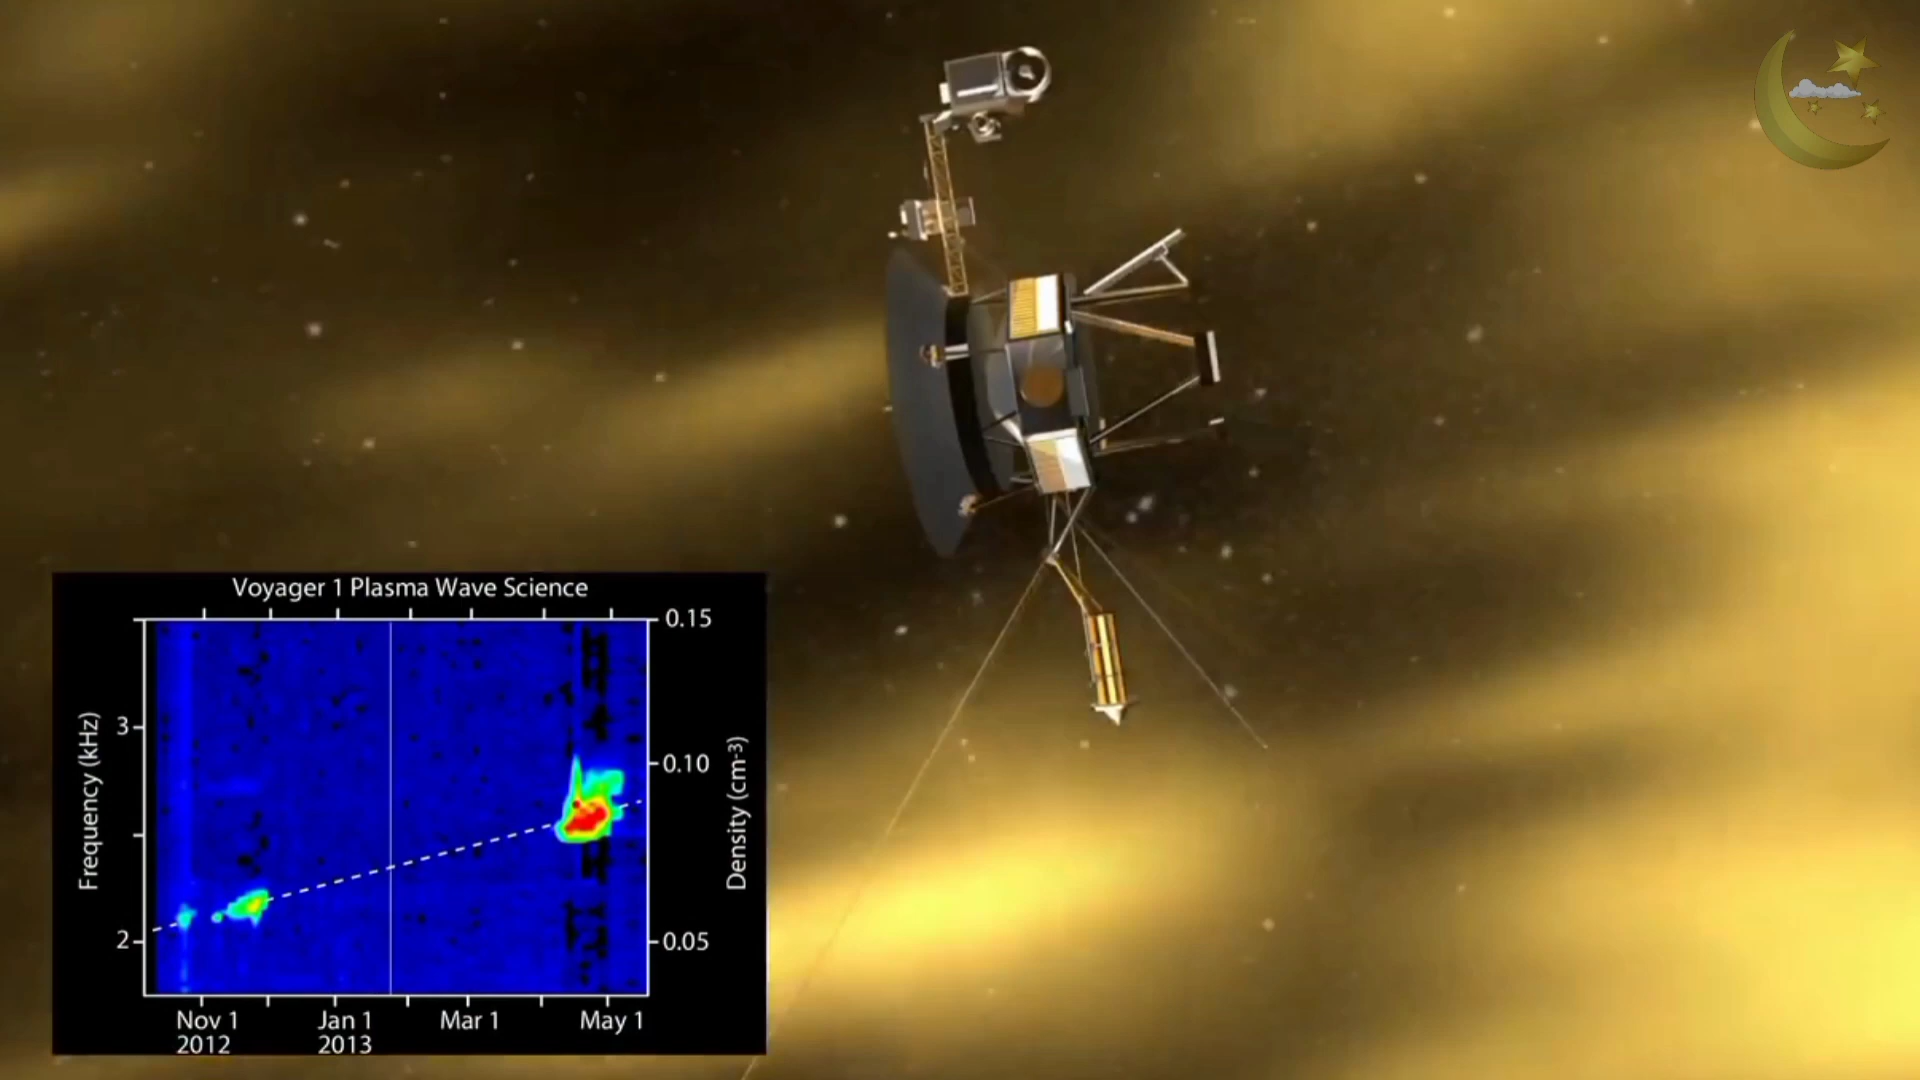 Voyager 1 Plasma Wave Science
0.15
3
0.10
Frequency (kHz)
Density (cm-3)
2
0.05
Nov 1 Jan 1 Mar 1 May 1
2012 2013